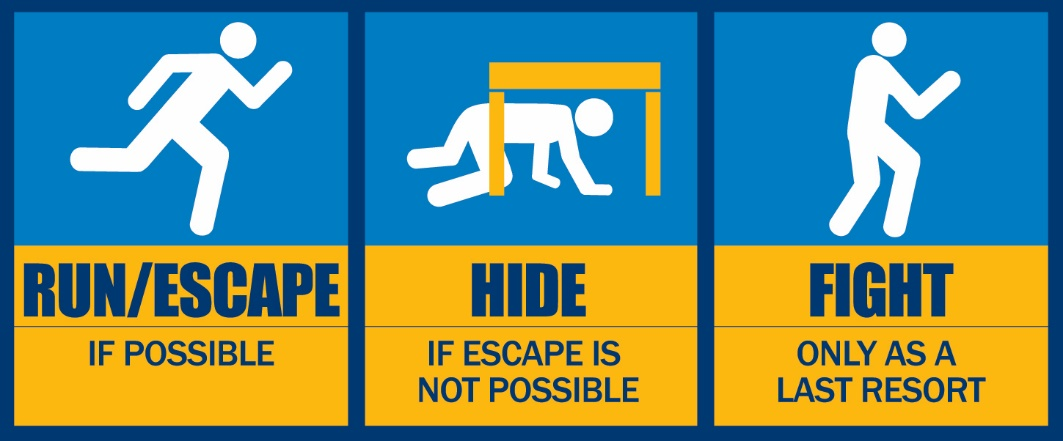 RUN/ESCAPE
IF POSSIBLE
HIDE
IF ESCAPE IS
NOT POSSIBLE
FIGHT
ONLY AS A
LAST RESORT